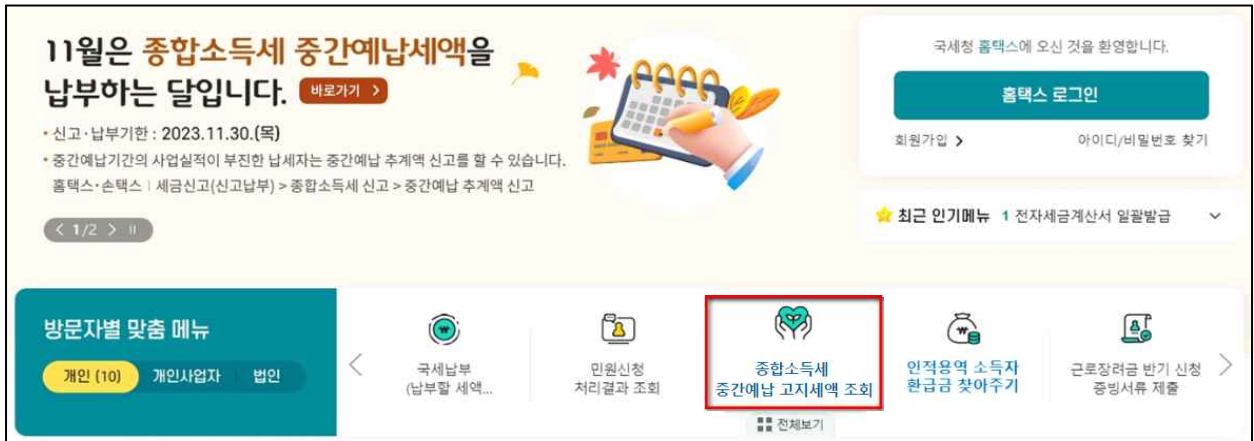 11월은 종합소득세 중간예납세액을
납부하는 달입니다. 바로가기 >
• 신고·납부기한 : 2023.11.30.(목)
• 중간예납기간의 사업실적이 부진한 납세자는 중간예납 추계액 신고를 할 수 있습니다.
홈택스·손택스 | 세금신고(신고납부) > 종합소득세 신고 > 중간예납 추계액 신고
< 1/2 > II
국세청 홈택스에 오신 것을 환영합니다.
홈택스 로그인
회원가입 > 아이디/비밀번호 찾기
최근 인기메뉴 1 전자세금계산서 일괄발급
방문자별 맞춤 메뉴
개인 (10) 개인사업자 법인
국세납부
(납부할 세액...
민원신청
처리결과 조회
종합소득세
중간예납 고지세액 조회
인적용역 소득자
환급금 찾아주기
근로장려금 반기 신청
증빙서류 제출
전체보기